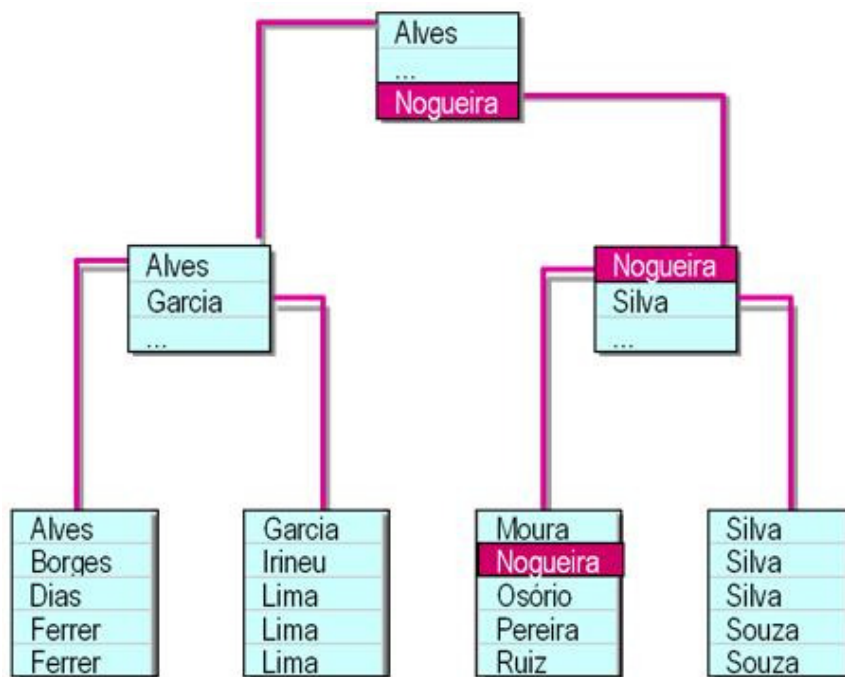 Alves
...
Nogueira
Alves
Garcia
...
Nogueira
Silva
...
Alves
Borges
Dias
Ferrer
Ferrer
Garcia
Irineu
Lima
Lima
Lima
Moura
Nogueira
Osório
Pereira
Ruiz
Silva
Silva
Silva
Souza
Souza